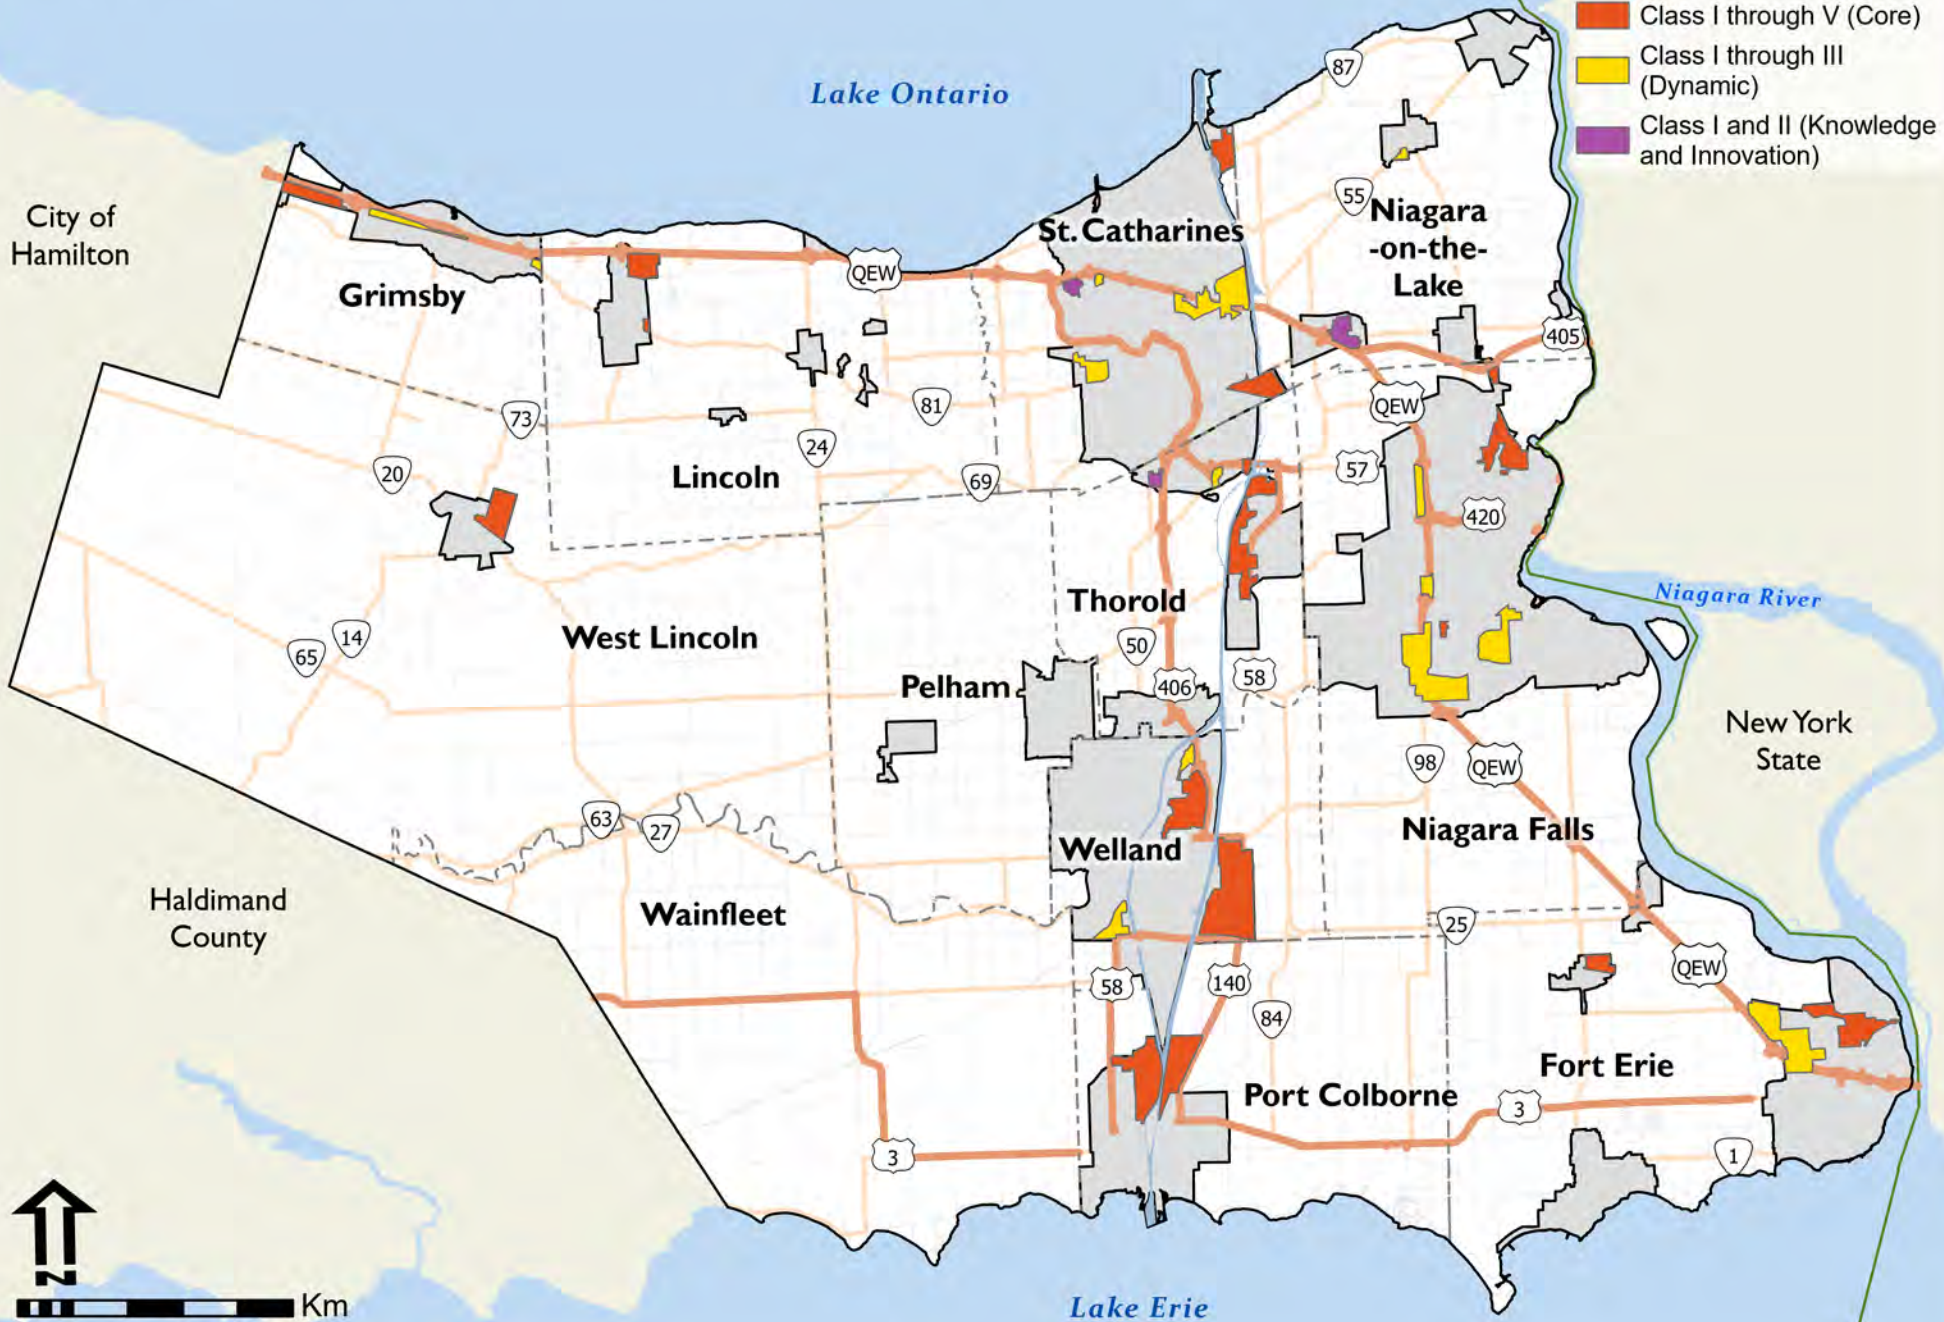 Class I through V (Core)
Class I through III
(Dynamic)
Class I and II (Knowledge
and Innovation)
87
Lake Ontario
55
City of
Hamilton
St. Catharines
Niagara
-on-the-
Lake
QEW
Grimsby
405
81
QEW
73
24
20
Lincoln
69
57
420
Niagara River
Thorold
West Lincoln
14
65
50
58
Pelham
406
New York
State
98
QEW
63
27
Niagara Falls
Welland
Haldimand
County
Wainfleet
25
QEW
58
140
84
Fort Erie
Port Colborne
3
3
1
N
Km
Lake Erie